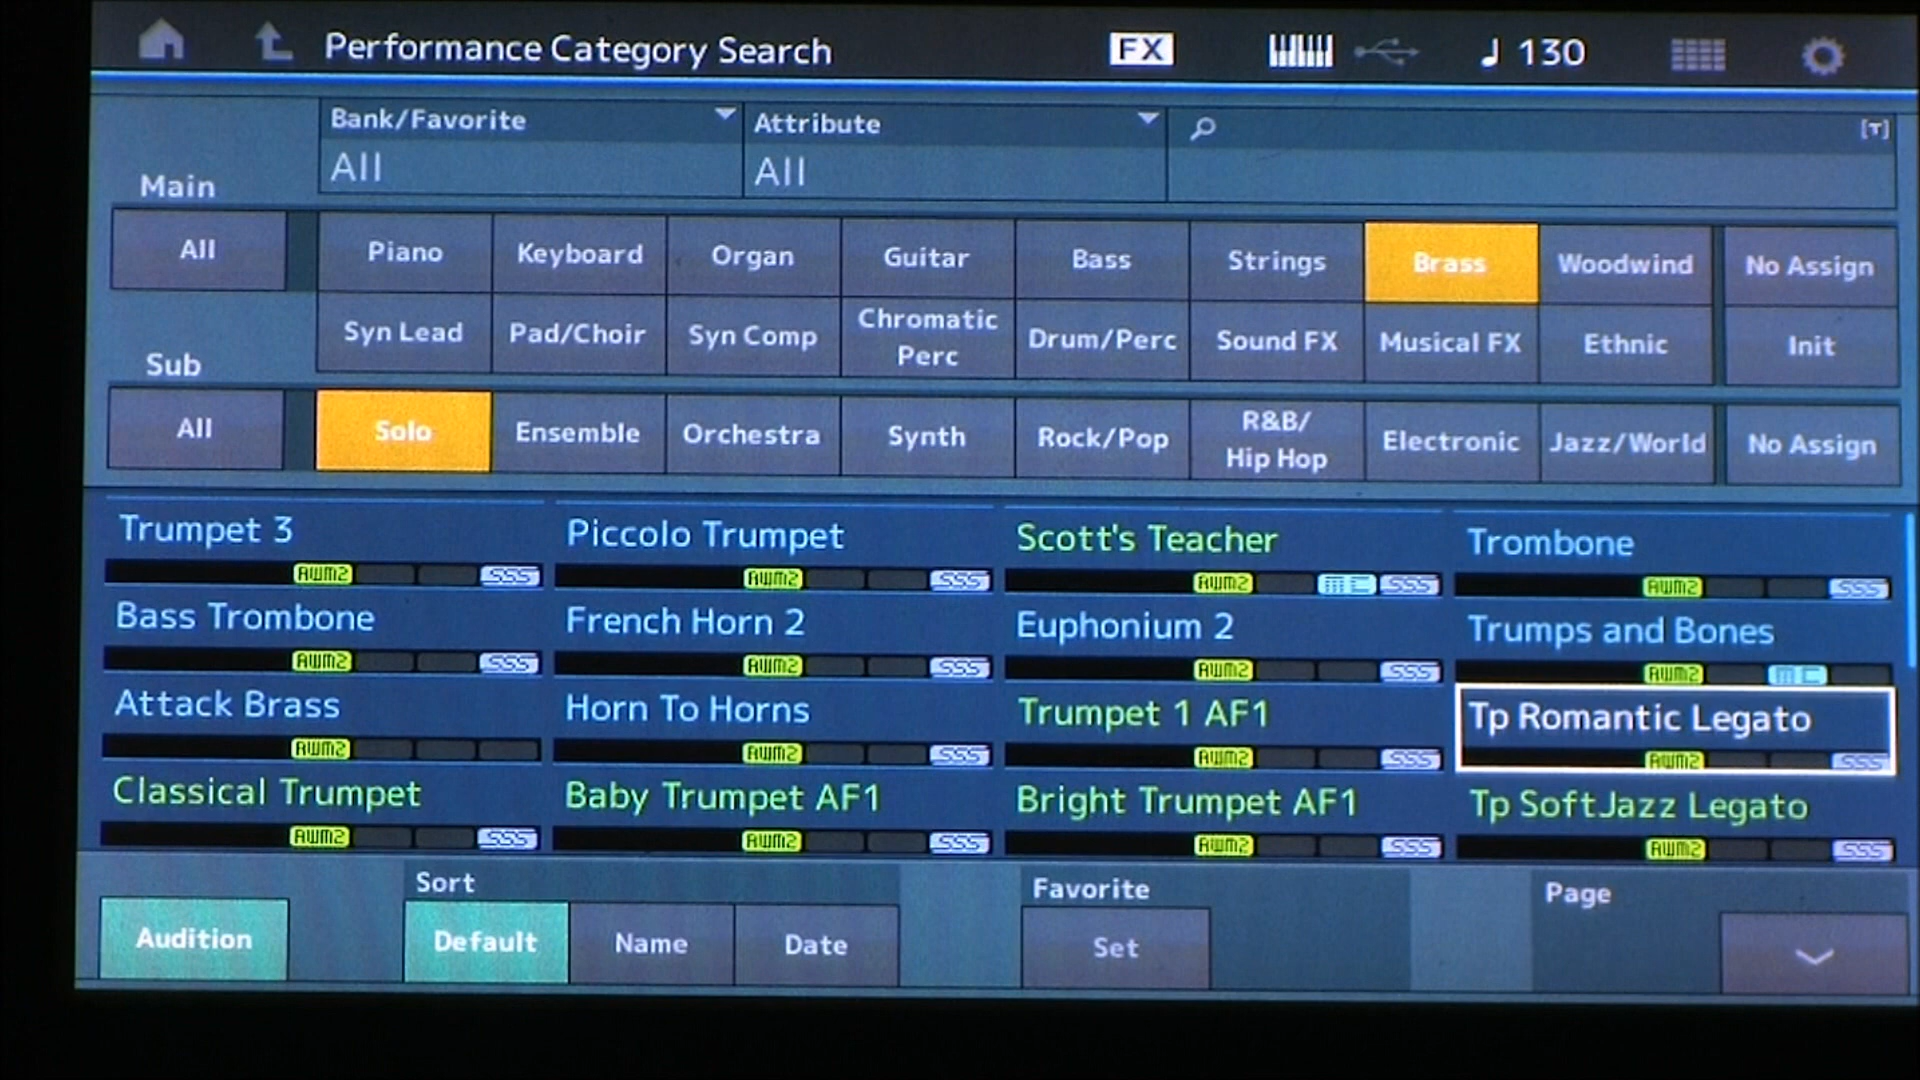 Performance Category Search FX 130
Bank/Favorite Attribute [T]
All All
Main
All Piano Keyboard Organ Guitar Bass Strings Brass Woodwind No Assign
Syn Lead Pad/Choir Syn Comp Chromatic Perc Drum/Perc Sound FX Musical FX Ethnic Init
Sub
All Solo Ensemble Orchestra Synth Rock/Pop R&B/ Hip Hop Electronic Jazz/World No Assign
Trumpet 3 Piccolo Trumpet Scott's Teacher Trombone
AWM2 SSS AWM2 SSS AWM2 MC SSS AWM2 SSS
Bass Trombone French Horn 2 Euphonium 2 Trumps and Bones
AWM2 SSS AWM2 SSS AWM2 SSS AWM2 MC
Attack Brass Horn To Horns Trumpet 1 AF1 Tp Romantic Legato
AWM2 AWM2 SSS AWM2 SSS AWM2 SSS
Classical Trumpet Baby Trumpet AF1 Bright Trumpet AF1 Tp SoftJazz Legato
AWM2 SSS AWM2 SSS AWM2 SSS AWM2 SSS
Sort Favorite Page
Audition Default Name Date Set